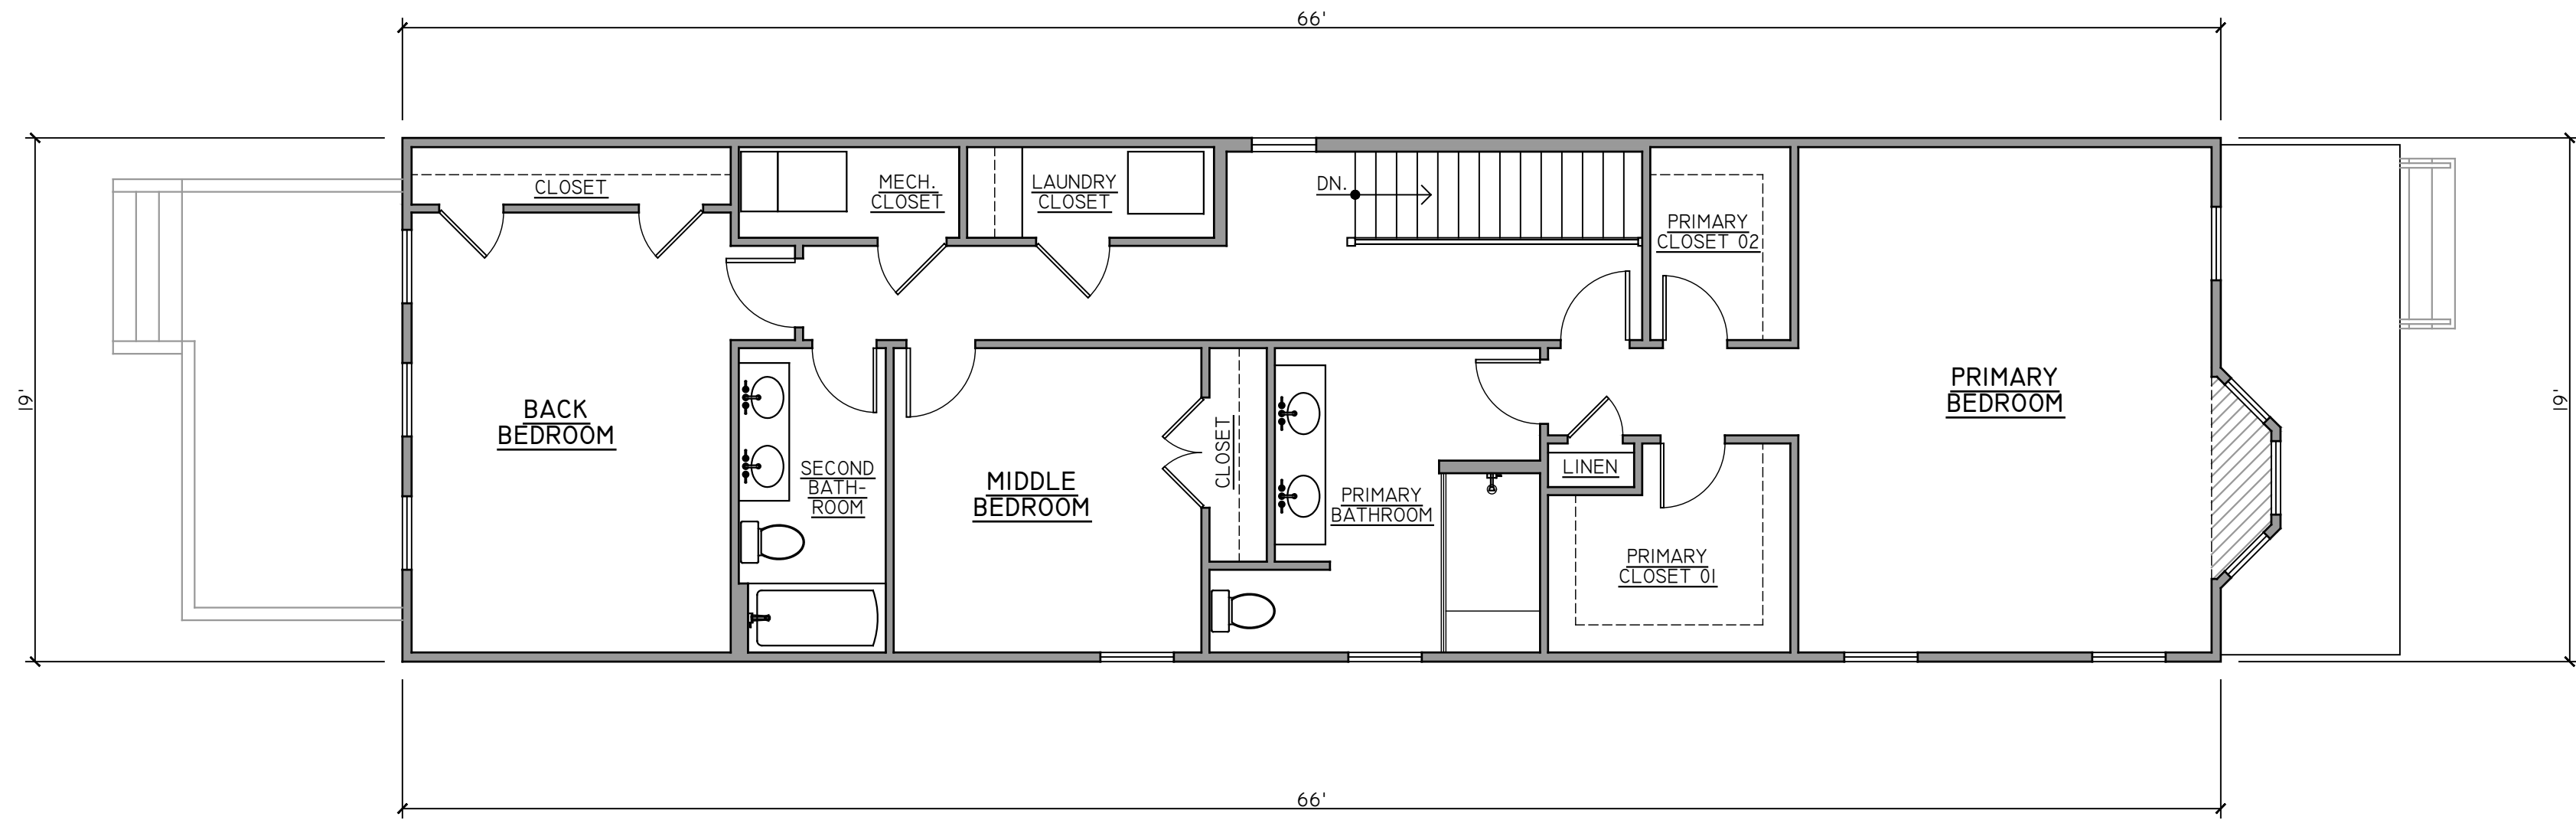 66'
19'
CLOSET
MECH.
CLOSET
LAUNDRY
CLOSET
DN.
PRIMARY
CLOSET 02
BACK
BEDROOM
SECOND
BATH-
ROOM
MIDDLE
BEDROOM
CLOSET
PRIMARY
BATHROOM
LINEN
PRIMARY
CLOSET 01
PRIMARY
BEDROOM
19'
66'